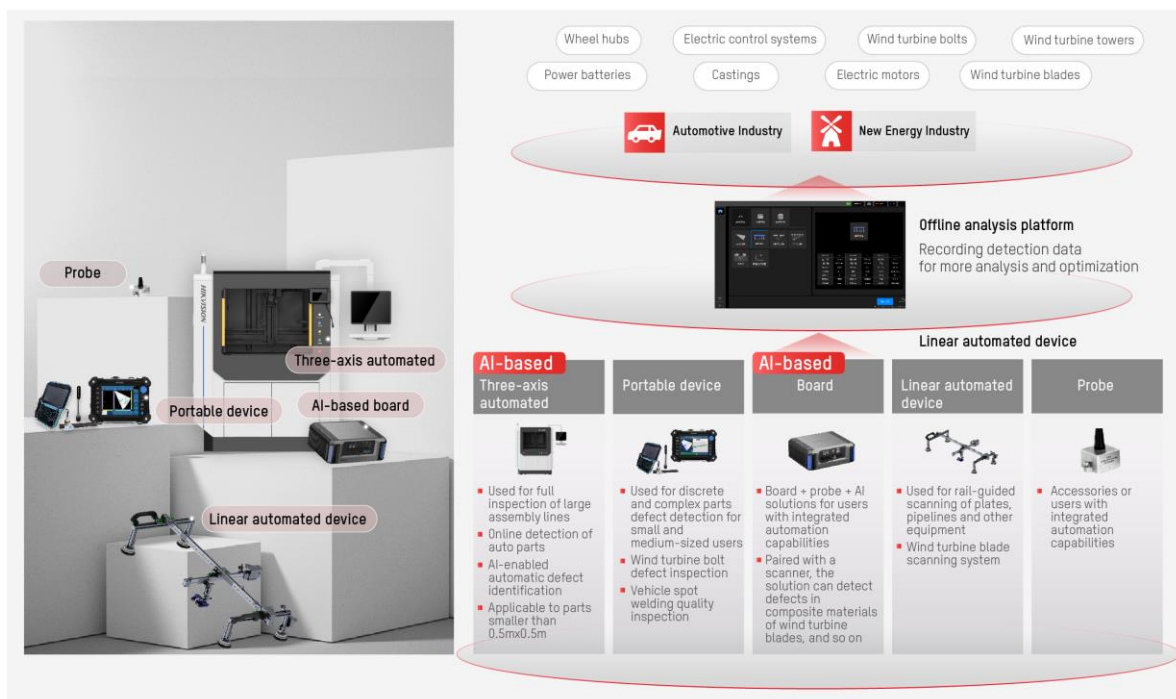 Probe
HIKVISION
Three-axis automated
Portable device
AI-based board
Linear automated device
Wheel hubs
Electric control systems
Wind turbine bolts
Wind turbine towers
Power batteries
Castings
Electric motors
Wind turbine blades
Automotive Industry
New Energy Industry
Offline analysis platform
Recording detection data
for more analysis and optimization
Linear automated device
AI-based
Three-axis
automated
Portable device
AI-based
Board
Linear automated
device
Probe
Used for full
inspection of large
assembly lines
Online detection of
auto parts
AI-enabled
automatic defect
identification
Applicable to parts
smaller than
0.5mx0.5m
Used for discrete
and complex parts
defect detection for
small and
medium-sized users
Wind turbine bolt
defect inspection
Vehicle spot
welding quality
inspection
Board + probe + AI
solutions for users
with integrated
automation
capabilities
Paired with a
scanner, the
solution can detect
defects in
composite materials
of wind turbine
blades, and so on
Used for rail-guided
scanning of plates,
pipelines and other
equipment
Wind turbine blade
scanning system
Accessories or
users with
integrated
automation
capabilities